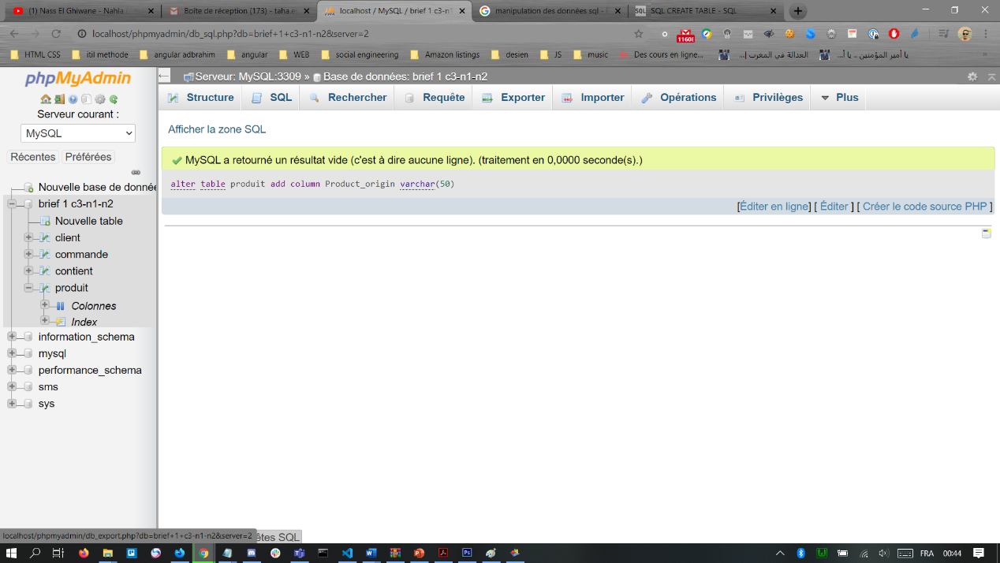 (1) Nass El Ghiwane - Nahla
Boîte de réception (173) - taha.es
localhost / MySQL / brief 1 c3-n1
manipulation des données sql -
SQL CREATE TABLE - SQL
localhost/phpmyadmin/db_sql.php?db=brief+1+c3-n1-n2&server=2
11608
HTML CSS
itil methode
angular adbrahim
angular
WEB
social engineering
Amazon listings
desien
JS
music
Des cours en ligne...
العدالة في المغرب إ...
يا أمير المؤمنين .. يا أ...
phpMyAdmin
Serveur courant :
MySQL
Récentes
Préférées
Nouvelle base de donnée
brief 1 c3-n1-n2
Nouvelle table
client
commande
contient
produit
Colonnes
Index
information_schema
mysql
performance_schema
sms
sys
Serveur: MySQL:3309 » Base de données: brief 1 c3-n1-n2
Structure
SQL
Rechercher
Requête
Exporter
Importer
Opérations
Privilèges
Plus
Afficher la zone SQL
MySQL a retourné un résultat vide (c'est à dire aucune ligne). (traitement en 0,0000 seconde(s).)
alter table produit add column Product_origin varchar(50)
[Éditer en ligne] [ Éditer ] [ Créer le code source PHP ]
localhost/phpmyadmin/db_export.php?db=brief+1+c3-n1-n2&server=2
êtes SQL
FRA
00:44